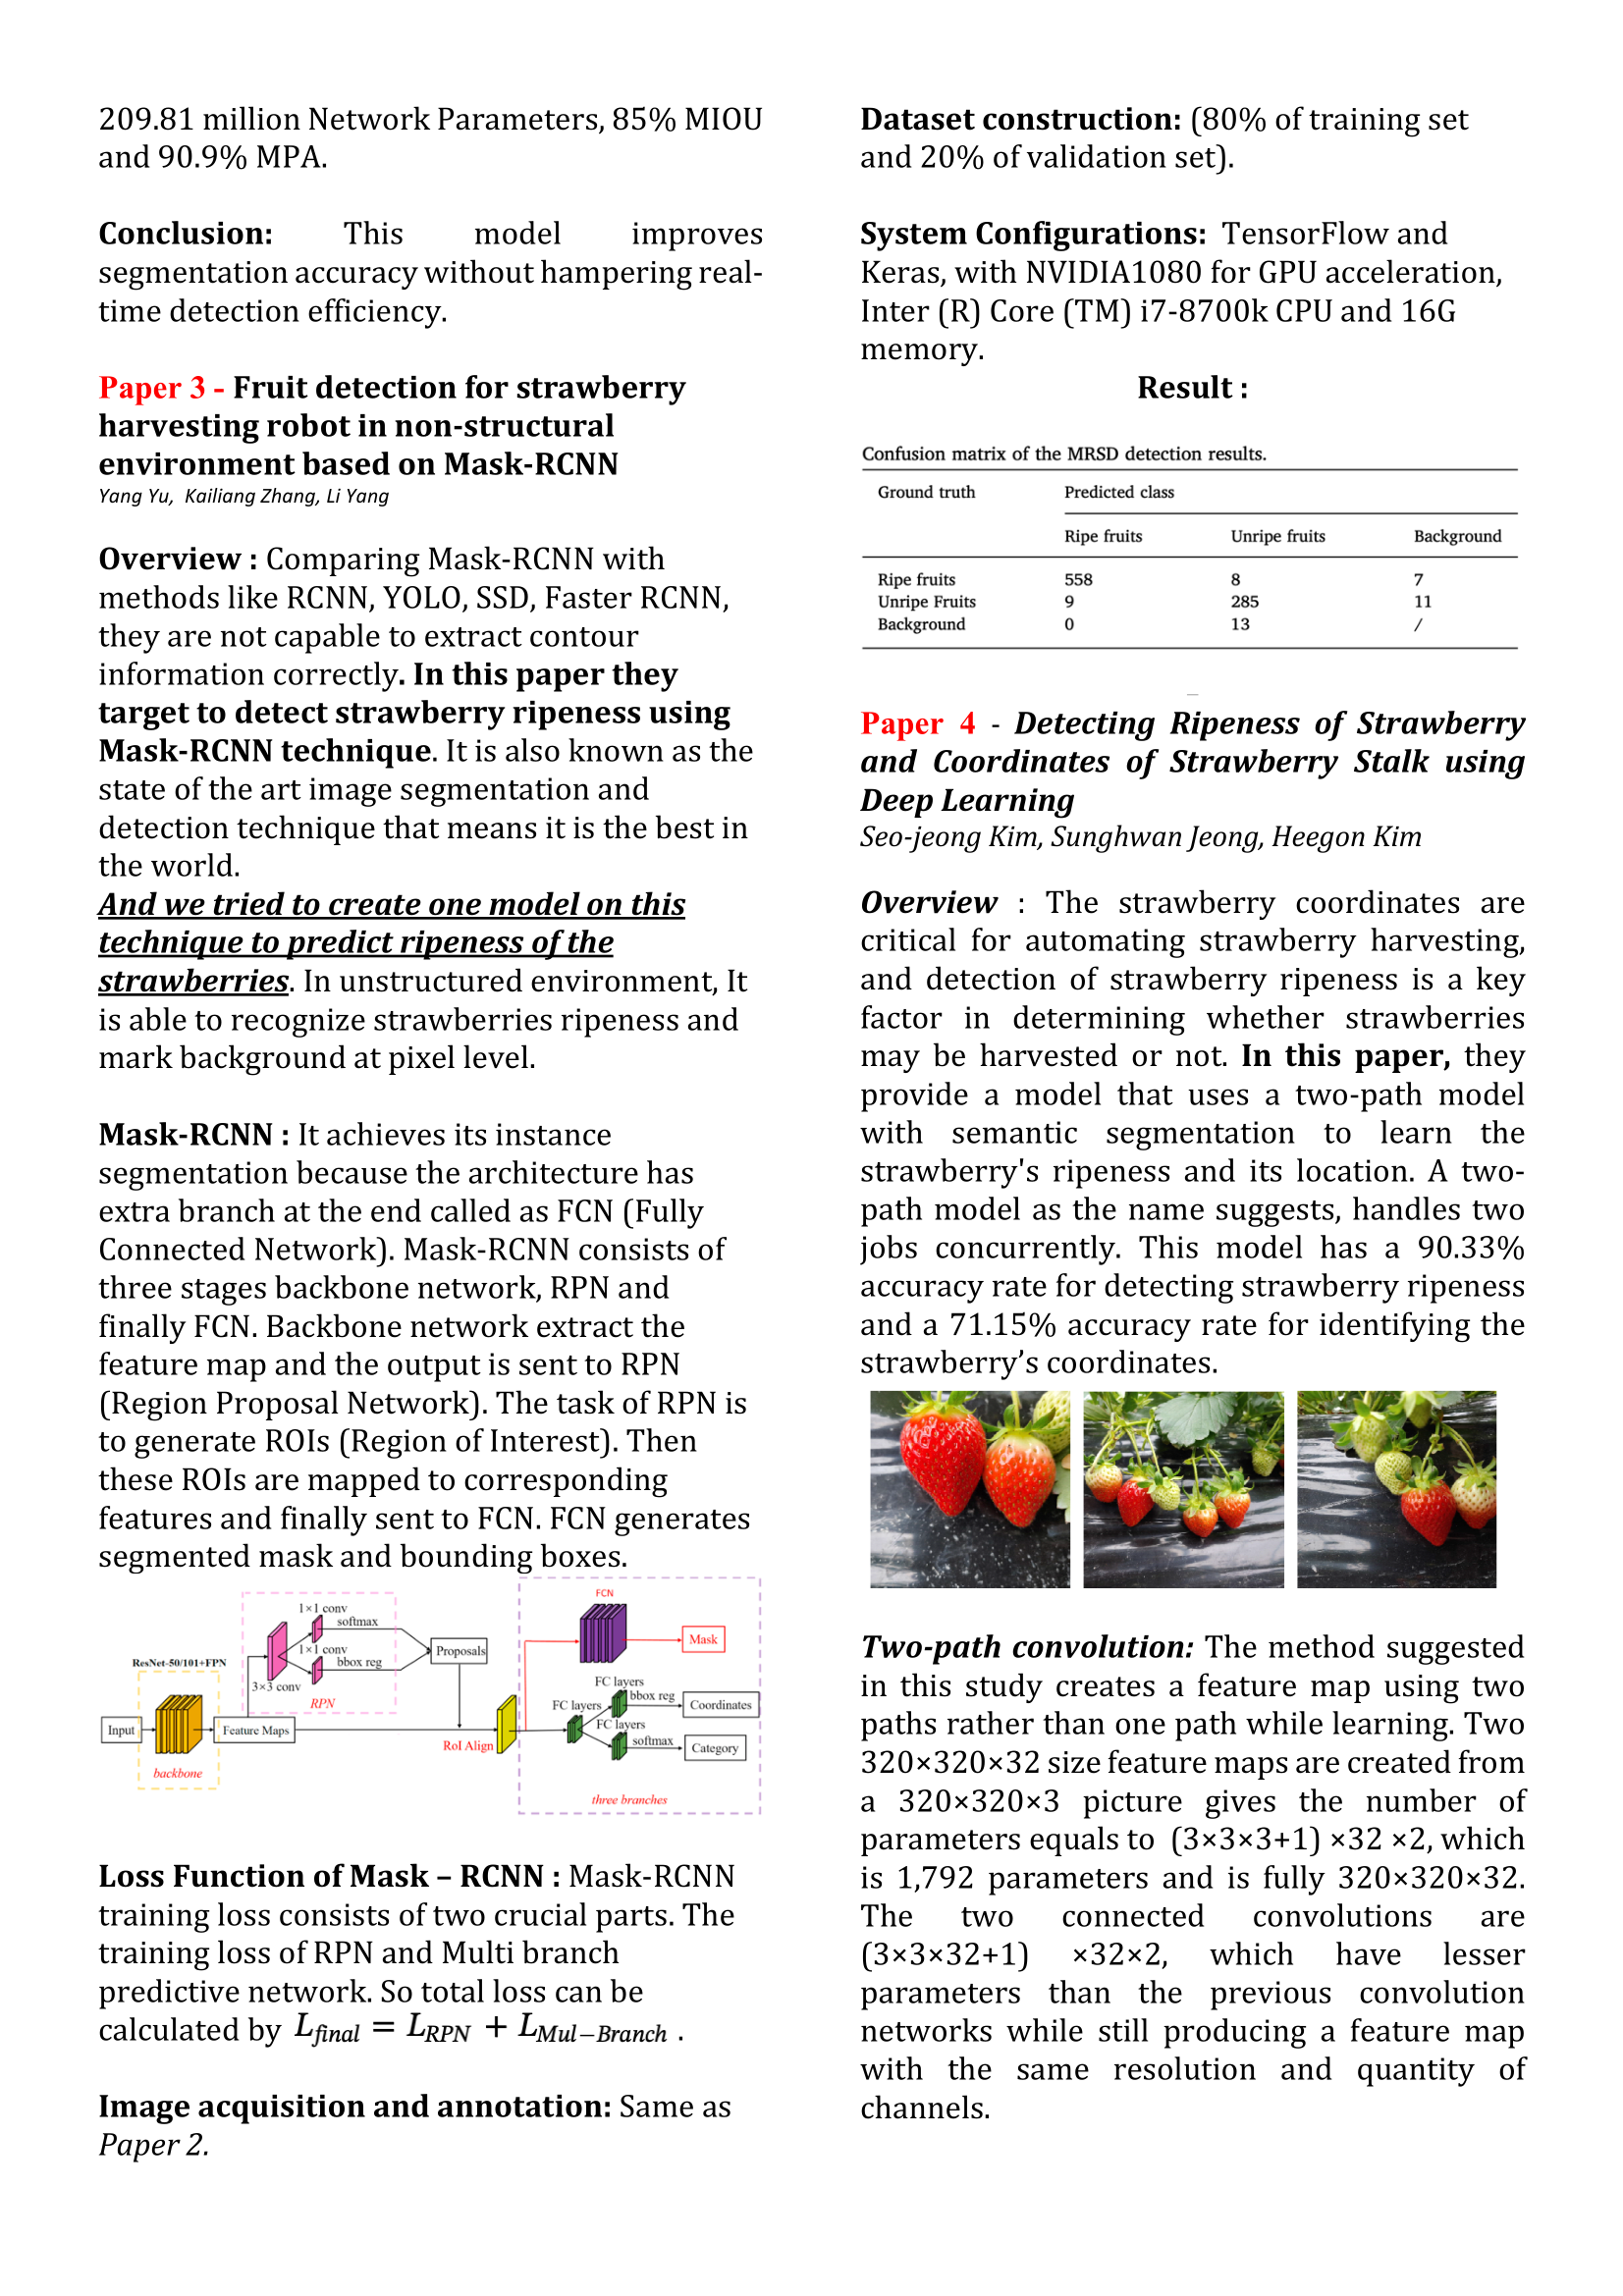 209.81 million Network Parameters, 85% MIOU
and 90.9% MPA.
Conclusion: This model improves
segmentation accuracy without hampering real-
time detection efficiency.
Paper 3 - Fruit detection for strawberry
harvesting robot in non-structural
environment based on Mask-RCNN
Yang Yu, Kailiang Zhang, Li Yang
Overview : Comparing Mask-RCNN with
methods like RCNN, YOLO, SSD, Faster RCNN,
they are not capable to extract contour
information correctly. In this paper they
target to detect strawberry ripeness using
Mask-RCNN technique. It is also known as the
state of the art image segmentation and
detection technique that means it is the best in
the world.
And we tried to create one model on this
technique to predict ripeness of the
strawberries. In unstructured environment, It
is able to recognize strawberries ripeness and
mark background at pixel level.
Mask-RCNN : It achieves its instance
segmentation because the architecture has
extra branch at the end called as FCN (Fully
Connected Network). Mask-RCNN consists of
three stages backbone network, RPN and
finally FCN. Backbone network extract the
feature map and the output is sent to RPN
(Region Proposal Network). The task of RPN is
to generate ROIs (Region of Interest). Then
these ROIs are mapped to corresponding
features and finally sent to FCN. FCN generates
segmented mask and bounding boxes.
FCN
1×1 conv
softmax
1×1 conv
bbox reg
3×3 conv
RPN
Proposals
Mask
ResNet-50/101+FPN
FC layers
bbox reg
Coordinates
FC layers
FC layers
softmax
Category
Input
Feature Maps
RoI Align
backbone
three branches
Loss Function of Mask – RCNN : Mask-RCNN
training loss consists of two crucial parts. The
training loss of RPN and Multi branch
predictive network. So total loss can be
calculated by L_final = L_RPN + L_Mul−Branch .
Image acquisition and annotation: Same as
Paper 2.
Dataset construction: (80% of training set
and 20% of validation set).
System Configurations: TensorFlow and
Keras, with NVIDIA1080 for GPU acceleration,
Inter (R) Core (TM) i7-8700k CPU and 16G
memory.
Result :
Confusion matrix of the MRSD detection results.
Ground truth Predicted class
Ripe fruits Unripe fruits Background
Ripe fruits 558 8 7
Unripe Fruits 9 285 11
Background 0 13 /
Paper 4 - Detecting Ripeness of Strawberry
and Coordinates of Strawberry Stalk using
Deep Learning
Seo-jeong Kim, Sunghwan Jeong, Heegon Kim
Overview : The strawberry coordinates are
critical for automating strawberry harvesting,
and detection of strawberry ripeness is a key
factor in determining whether strawberries
may be harvested or not. In this paper, they
provide a model that uses a two-path model
with semantic segmentation to learn the
strawberry's ripeness and its location. A two-
path model as the name suggests, handles two
jobs concurrently. This model has a 90.33%
accuracy rate for detecting strawberry ripeness
and a 71.15% accuracy rate for identifying the
strawberry’s coordinates.
Two-path convolution: The method suggested
in this study creates a feature map using two
paths rather than one path while learning. Two
320×320×32 size feature maps are created from
a 320×320×3 picture gives the number of
parameters equals to (3×3×3+1) ×32 ×2, which
is 1,792 parameters and is fully 320×320×32.
The two connected convolutions are
(3×3×32+1) ×32×2, which have lesser
parameters than the previous convolution
networks while still producing a feature map
with the same resolution and quantity of
channels.